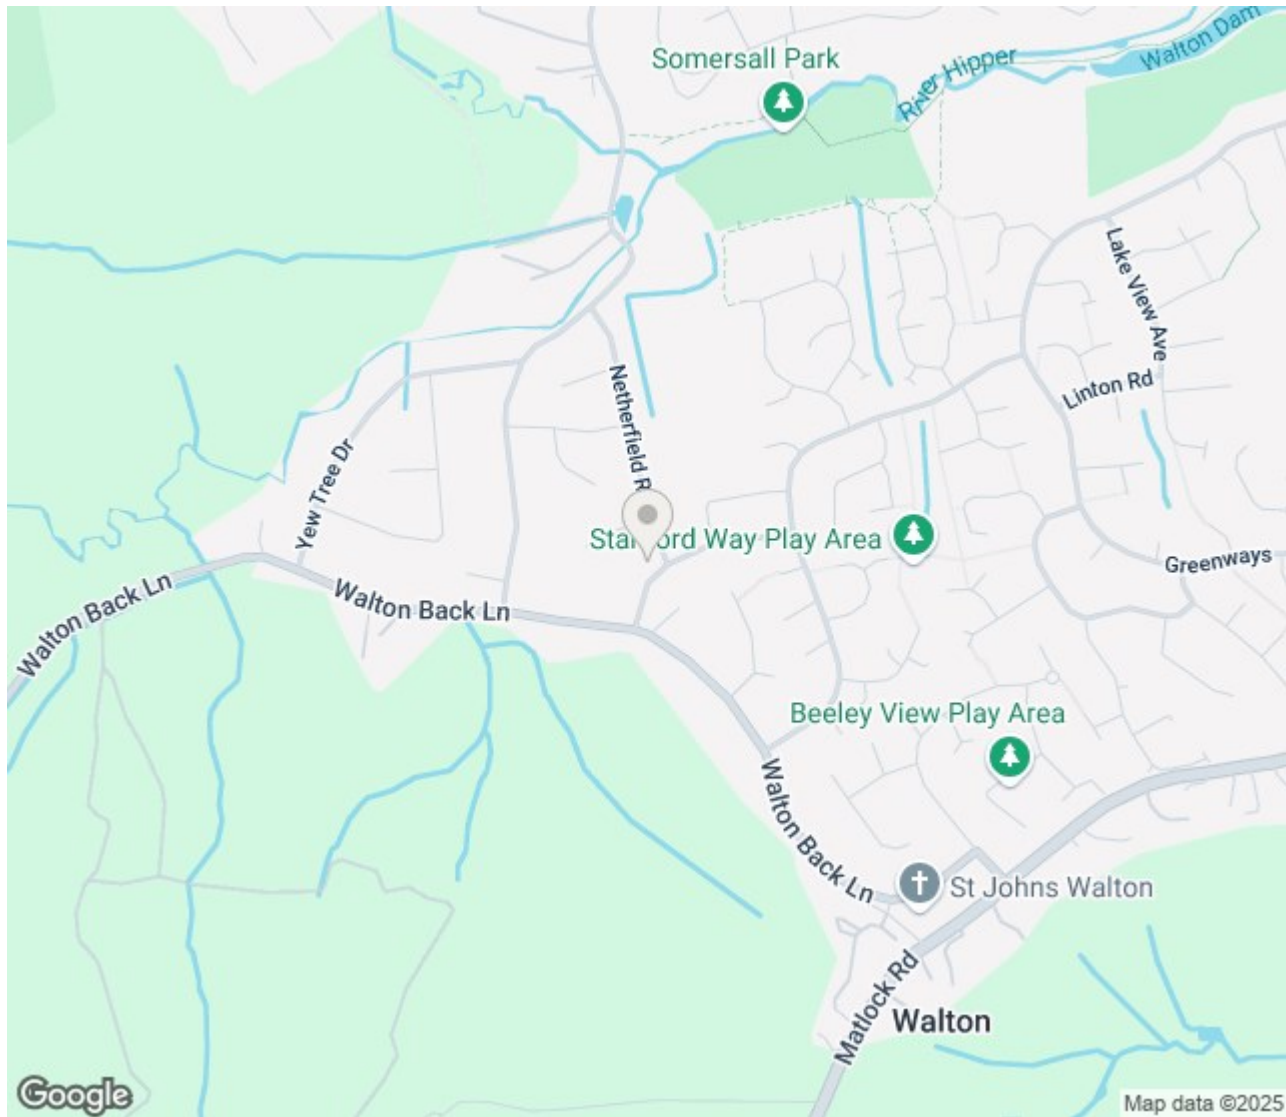 Somersall Park
River Hipper
Walton Dam
Lake View Ave
Linton Rd
Netherfield R
Yew Tree Dr
Stanford Way Play Area
Greenways
Walton Back Ln
Walton Back Ln
Beeley View Play Area
Walton Back Ln
St Johns Walton
Matlock Rd
Walton
Google
Map data ©2025